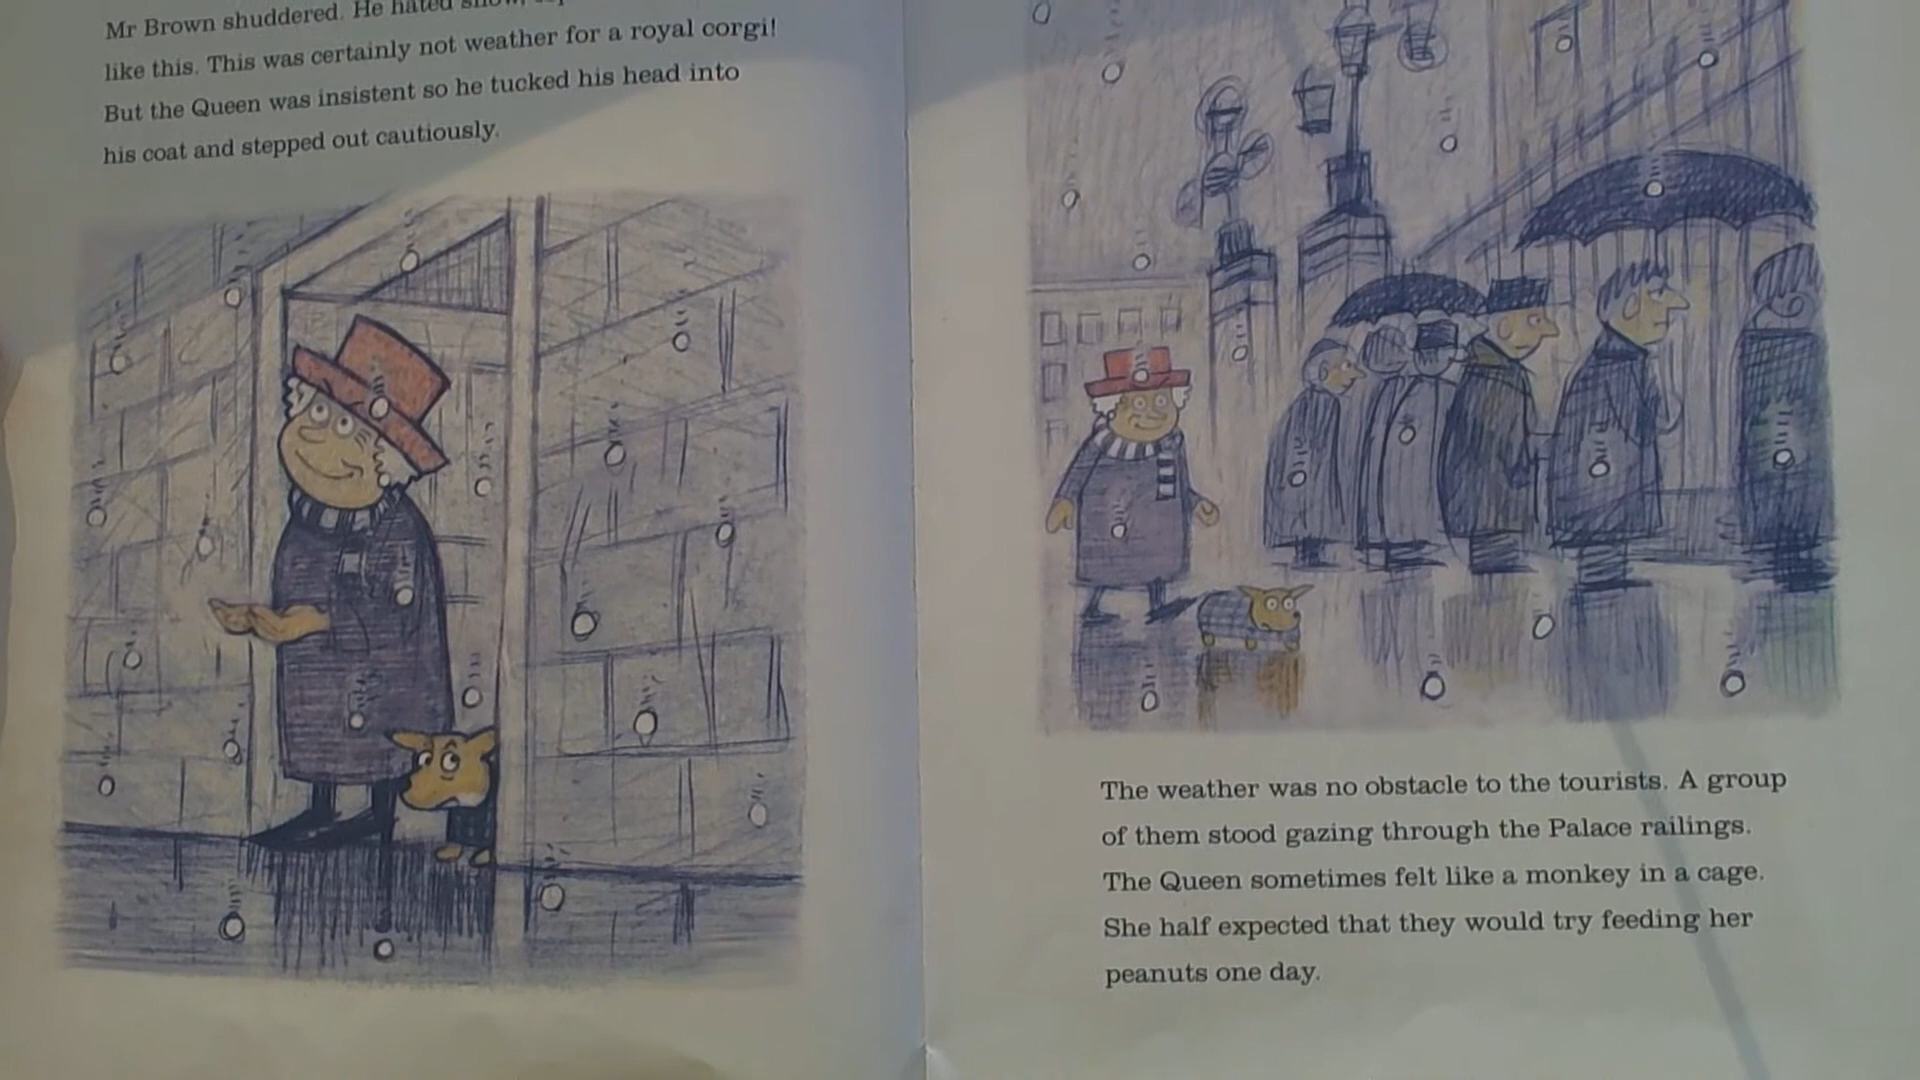 Mr Brown shuddered. He hated
like this. This was certainly not weather for a royal corgi!
But the Queen was insistent so he tucked his head into
his coat and stepped out cautiously.
The weather was no obstacle to the tourists. A group
of them stood gazing through the Palace railings.
The Queen sometimes felt like a monkey in a cage.
She half expected that they would try feeding her
peanuts one day.